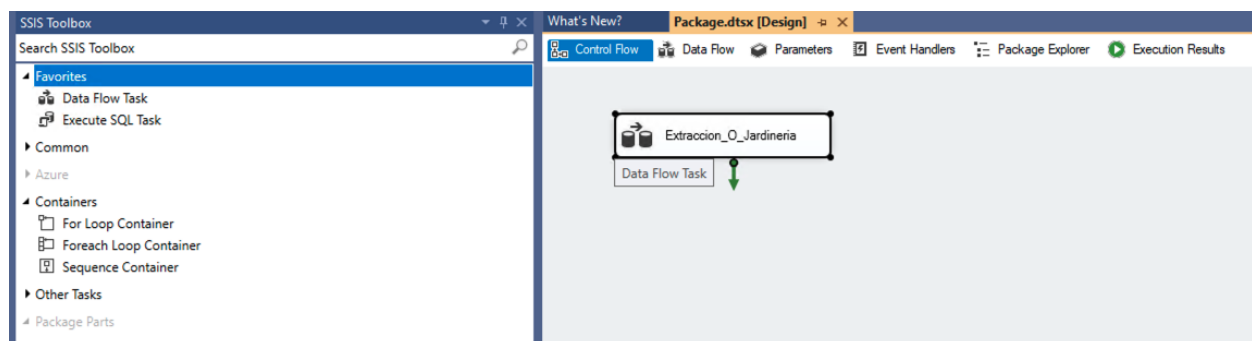 SSIS Toolbox
Search SSIS Toolbox
Favorites
Data Flow Task
Execute SQL Task
Common
Azure
Containers
For Loop Container
Foreach Loop Container
Sequence Container
Other Tasks
Package Parts
What's New? Package.dtsx [Design]
Control Flow Data Flow Parameters Event Handlers Package Explorer Execution Results
Extraccion_O_Jardineria
Data Flow Task